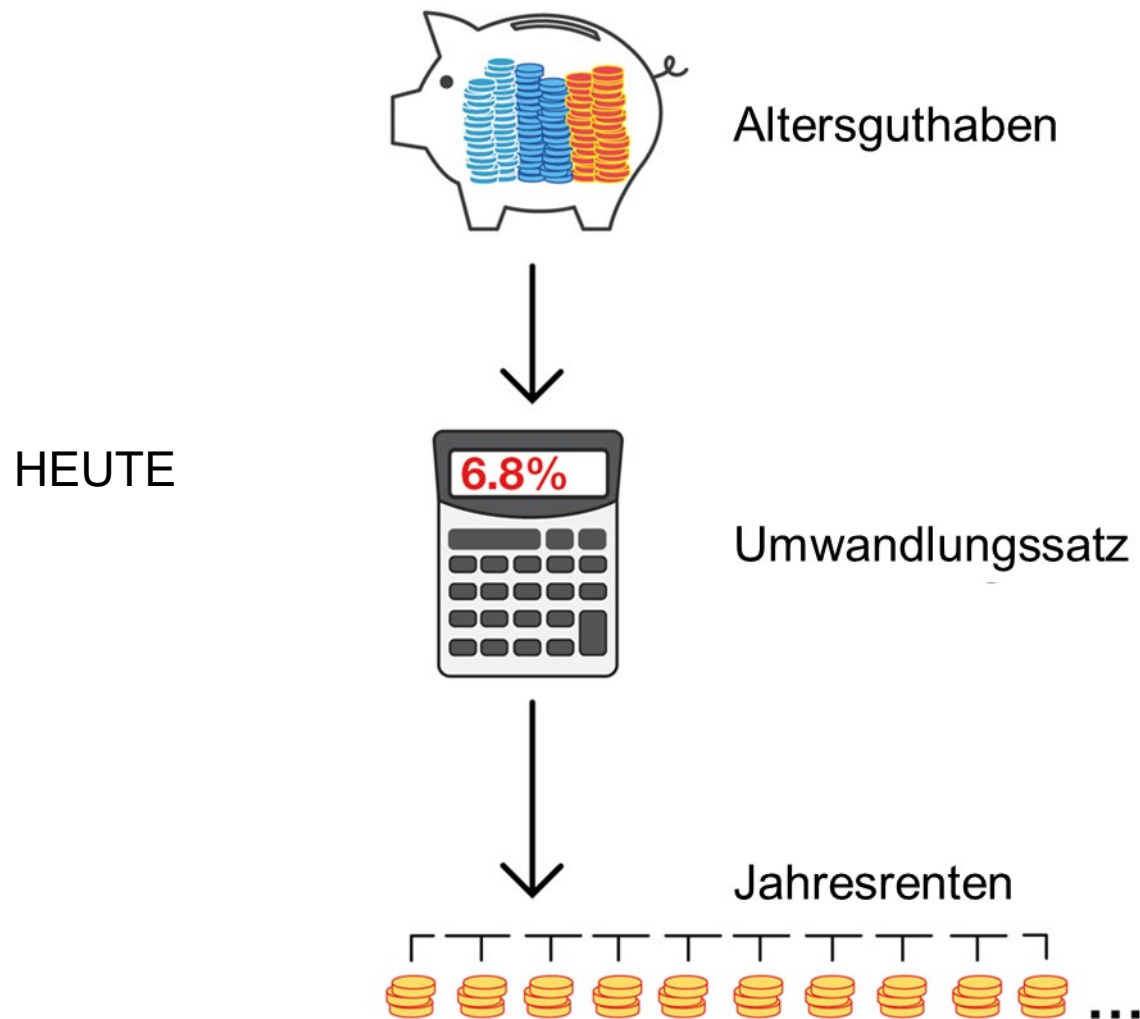 Altersguthaben
HEUTE
6.8%
Umwandlungssatz
Jahresrenten
...